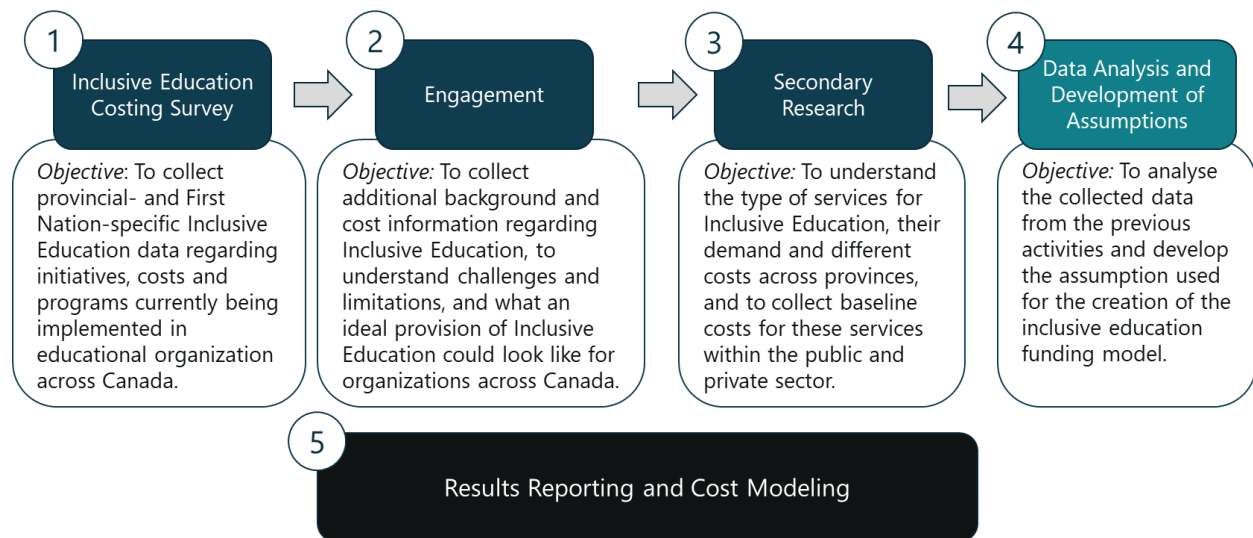 1
Inclusive Education
Costing Survey
Objective: To collect
provincial- and First
Nation-specific Inclusive
Education data regarding
initiatives, costs and
programs currently being
implemented in
educational organization
across Canada.
2
Engagement
Objective: To collect
additional background and
cost information regarding
Inclusive Education, to
understand challenges and
limitations, and what an
ideal provision of Inclusive
Education could look like for
organizations across Canada.
3
Secondary
Research
Objective: To understand
the type of services for
Inclusive Education, their
demand and different
costs across provinces,
and to collect baseline
costs for these services
within the public and
private sector.
4
Data Analysis and
Development of
Assumptions
Objective: To analyse
the collected data
from the previous
activities and develop
the assumption used
for the creation of the
inclusive education
funding model.
5
Results Reporting and Cost Modeling